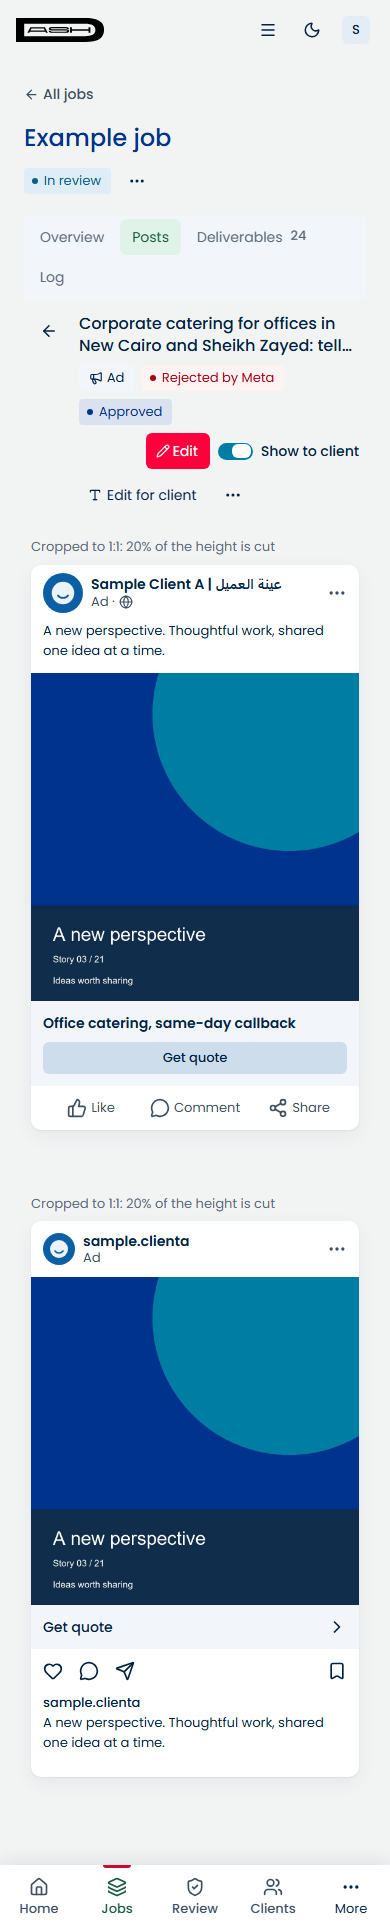 ASH
S
All jobs
Example job
In review
Overview
Posts
Deliverables 24
Log
Corporate catering for offices in
New Cairo and Sheikh Zayed: tell...
Ad
Rejected by Meta
Approved
Edit
Show to client
Edit for client
Cropped to 1:1: 20% of the height is cut
Sample Client A | عينة العميل
Ad ·
A new perspective. Thoughtful work, shared
one idea at a time.
A new perspective
Story 03 / 21
Ideas worth sharing
Office catering, same-day callback
Get quote
Like
Comment
Share
Cropped to 1:1: 20% of the height is cut
sample.clienta
Ad
A new perspective
Story 03 / 21
Ideas worth sharing
Get quote
sample.clienta
A new perspective. Thoughtful work, shared
one idea at a time.
Home
Jobs
Review
Clients
More